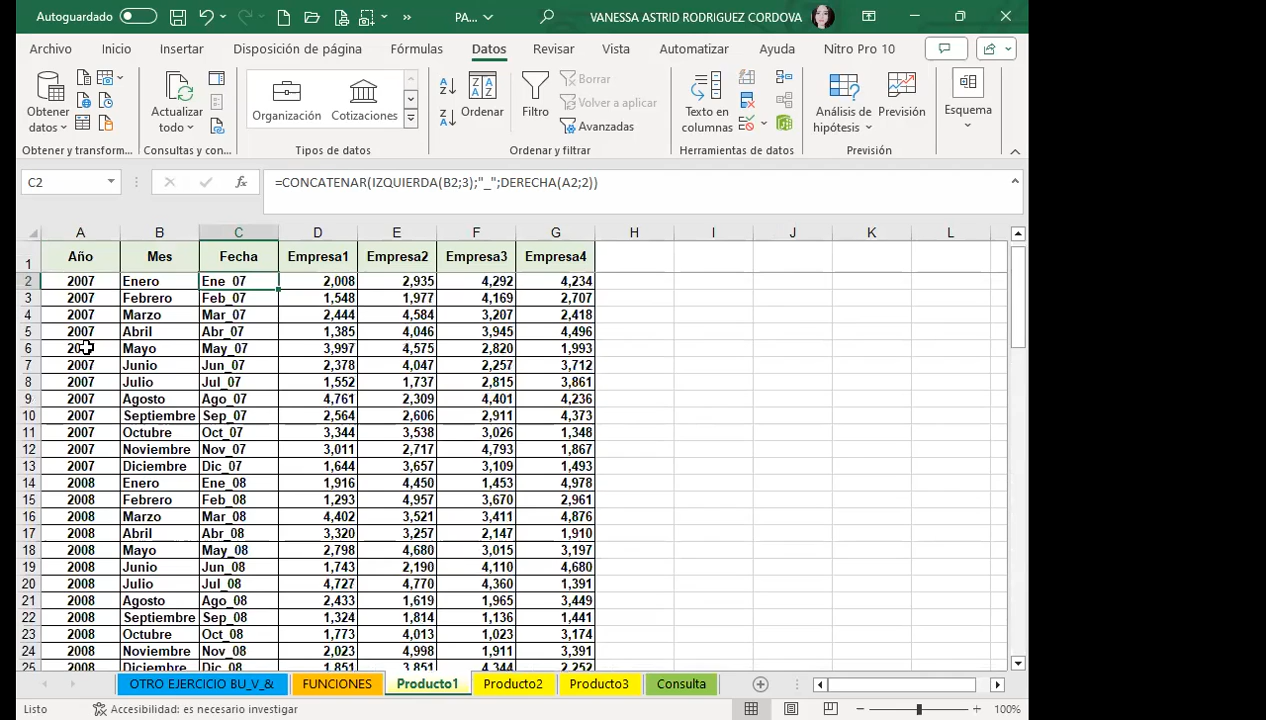 Autoguardado PA... VANESSA ASTRID RODRIGUEZ CORDOVA
Archivo Inicio Insertar Disposición de página Fórmulas Datos Revisar Vista Automatizar Ayuda Nitro Pro 10
Obtener datos Actualizar todo Organización Cotizaciones Ordenar Filtro Borrar Volver a aplicar Avanzadas Texto en columnas Análisis de hipótesis Previsión Esquema
Obtener y transform... Consultas y con... Tipos de datos Ordenar y filtrar Herramientas de datos Previsión
C2 fx =CONCATENAR(IZQUIERDA(B2;3);"_";DERECHA(A2;2))
A B C D E F G H I J K L
1 Año Mes Fecha Empresa1 Empresa2 Empresa3 Empresa4
2 2007 Enero Ene_07 2,008 2,935 4,292 4,234
3 2007 Febrero Feb_07 1,548 1,977 4,169 2,707
4 2007 Marzo Mar_07 2,444 4,584 3,207 2,418
5 2007 Abril Abr_07 1,385 4,046 3,945 4,496
6 Mayo May_07 3,997 4,575 2,820 1,993
7 2007 Junio Jun_07 2,378 4,047 2,257 3,712
8 2007 Julio Jul_07 1,552 1,737 2,815 3,861
9 2007 Agosto Ago_07 4,761 2,309 4,401 4,236
10 2007 Septiembre Sep_07 2,564 2,606 2,911 4,373
11 2007 Octubre Oct_07 3,344 3,538 3,026 1,348
12 2007 Noviembre Nov_07 3,011 2,717 4,793 1,867
13 2007 Diciembre Dic_07 1,644 3,657 3,109 1,493
14 2008 Enero Ene_08 1,916 4,450 1,453 4,978
15 2008 Febrero Feb_08 1,293 4,957 3,670 2,961
16 2008 Marzo Mar_08 4,402 3,521 3,411 4,876
17 2008 Abril Abr_08 3,320 3,257 2,147 1,910
18 2008 Mayo May_08 2,798 4,680 3,015 3,197
19 2008 Junio Jun_08 1,743 2,190 4,110 4,680
20 2008 Julio Jul_08 4,727 4,770 4,360 1,391
21 2008 Agosto Ago_08 2,433 1,619 1,965 3,449
22 2008 Septiembre Sep_08 1,324 1,814 1,136 1,441
23 2008 Octubre Oct_08 1,773 4,013 1,023 3,174
24 2008 Noviembre Nov_08 2,023 4,998 1,911 3,391
25 2008 Diciembre Dic_08 1,851 3,851 4,344 2,252
OTRO EJERCICIO BU_V_& FUNCIONES Producto1 Producto2 Producto3 Consulta
Listo Accesibilidad: es necesario investigar 100%